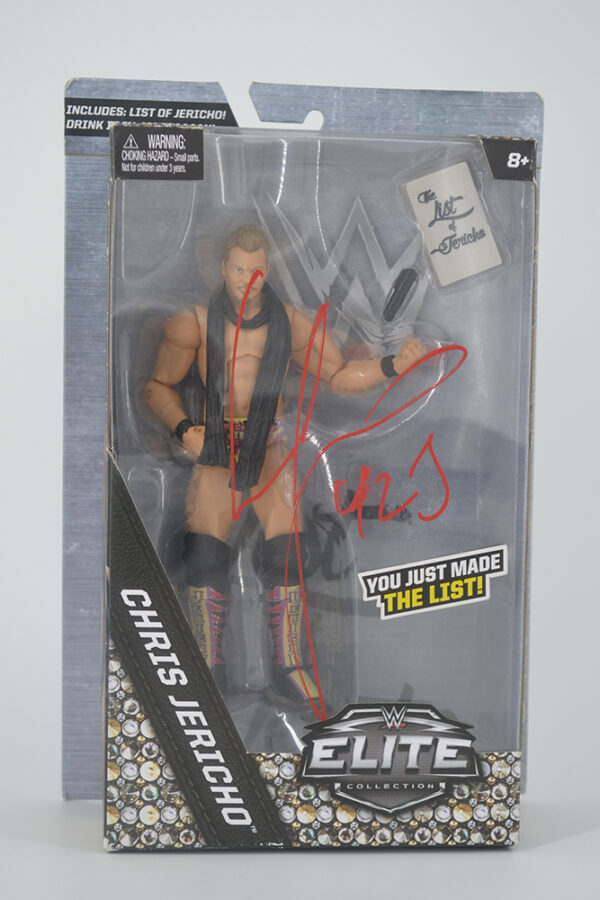 INCLUDES: LIST OF JERICHO!
DRINK
WARNING:
CHOKING HAZARD – Small parts.
Not for children under 3 years.
8+
The
List
of
Jericho
YOU JUST MADE
THE LIST!
CHRIS JERICHO™
W
ELITE
COLLECTION